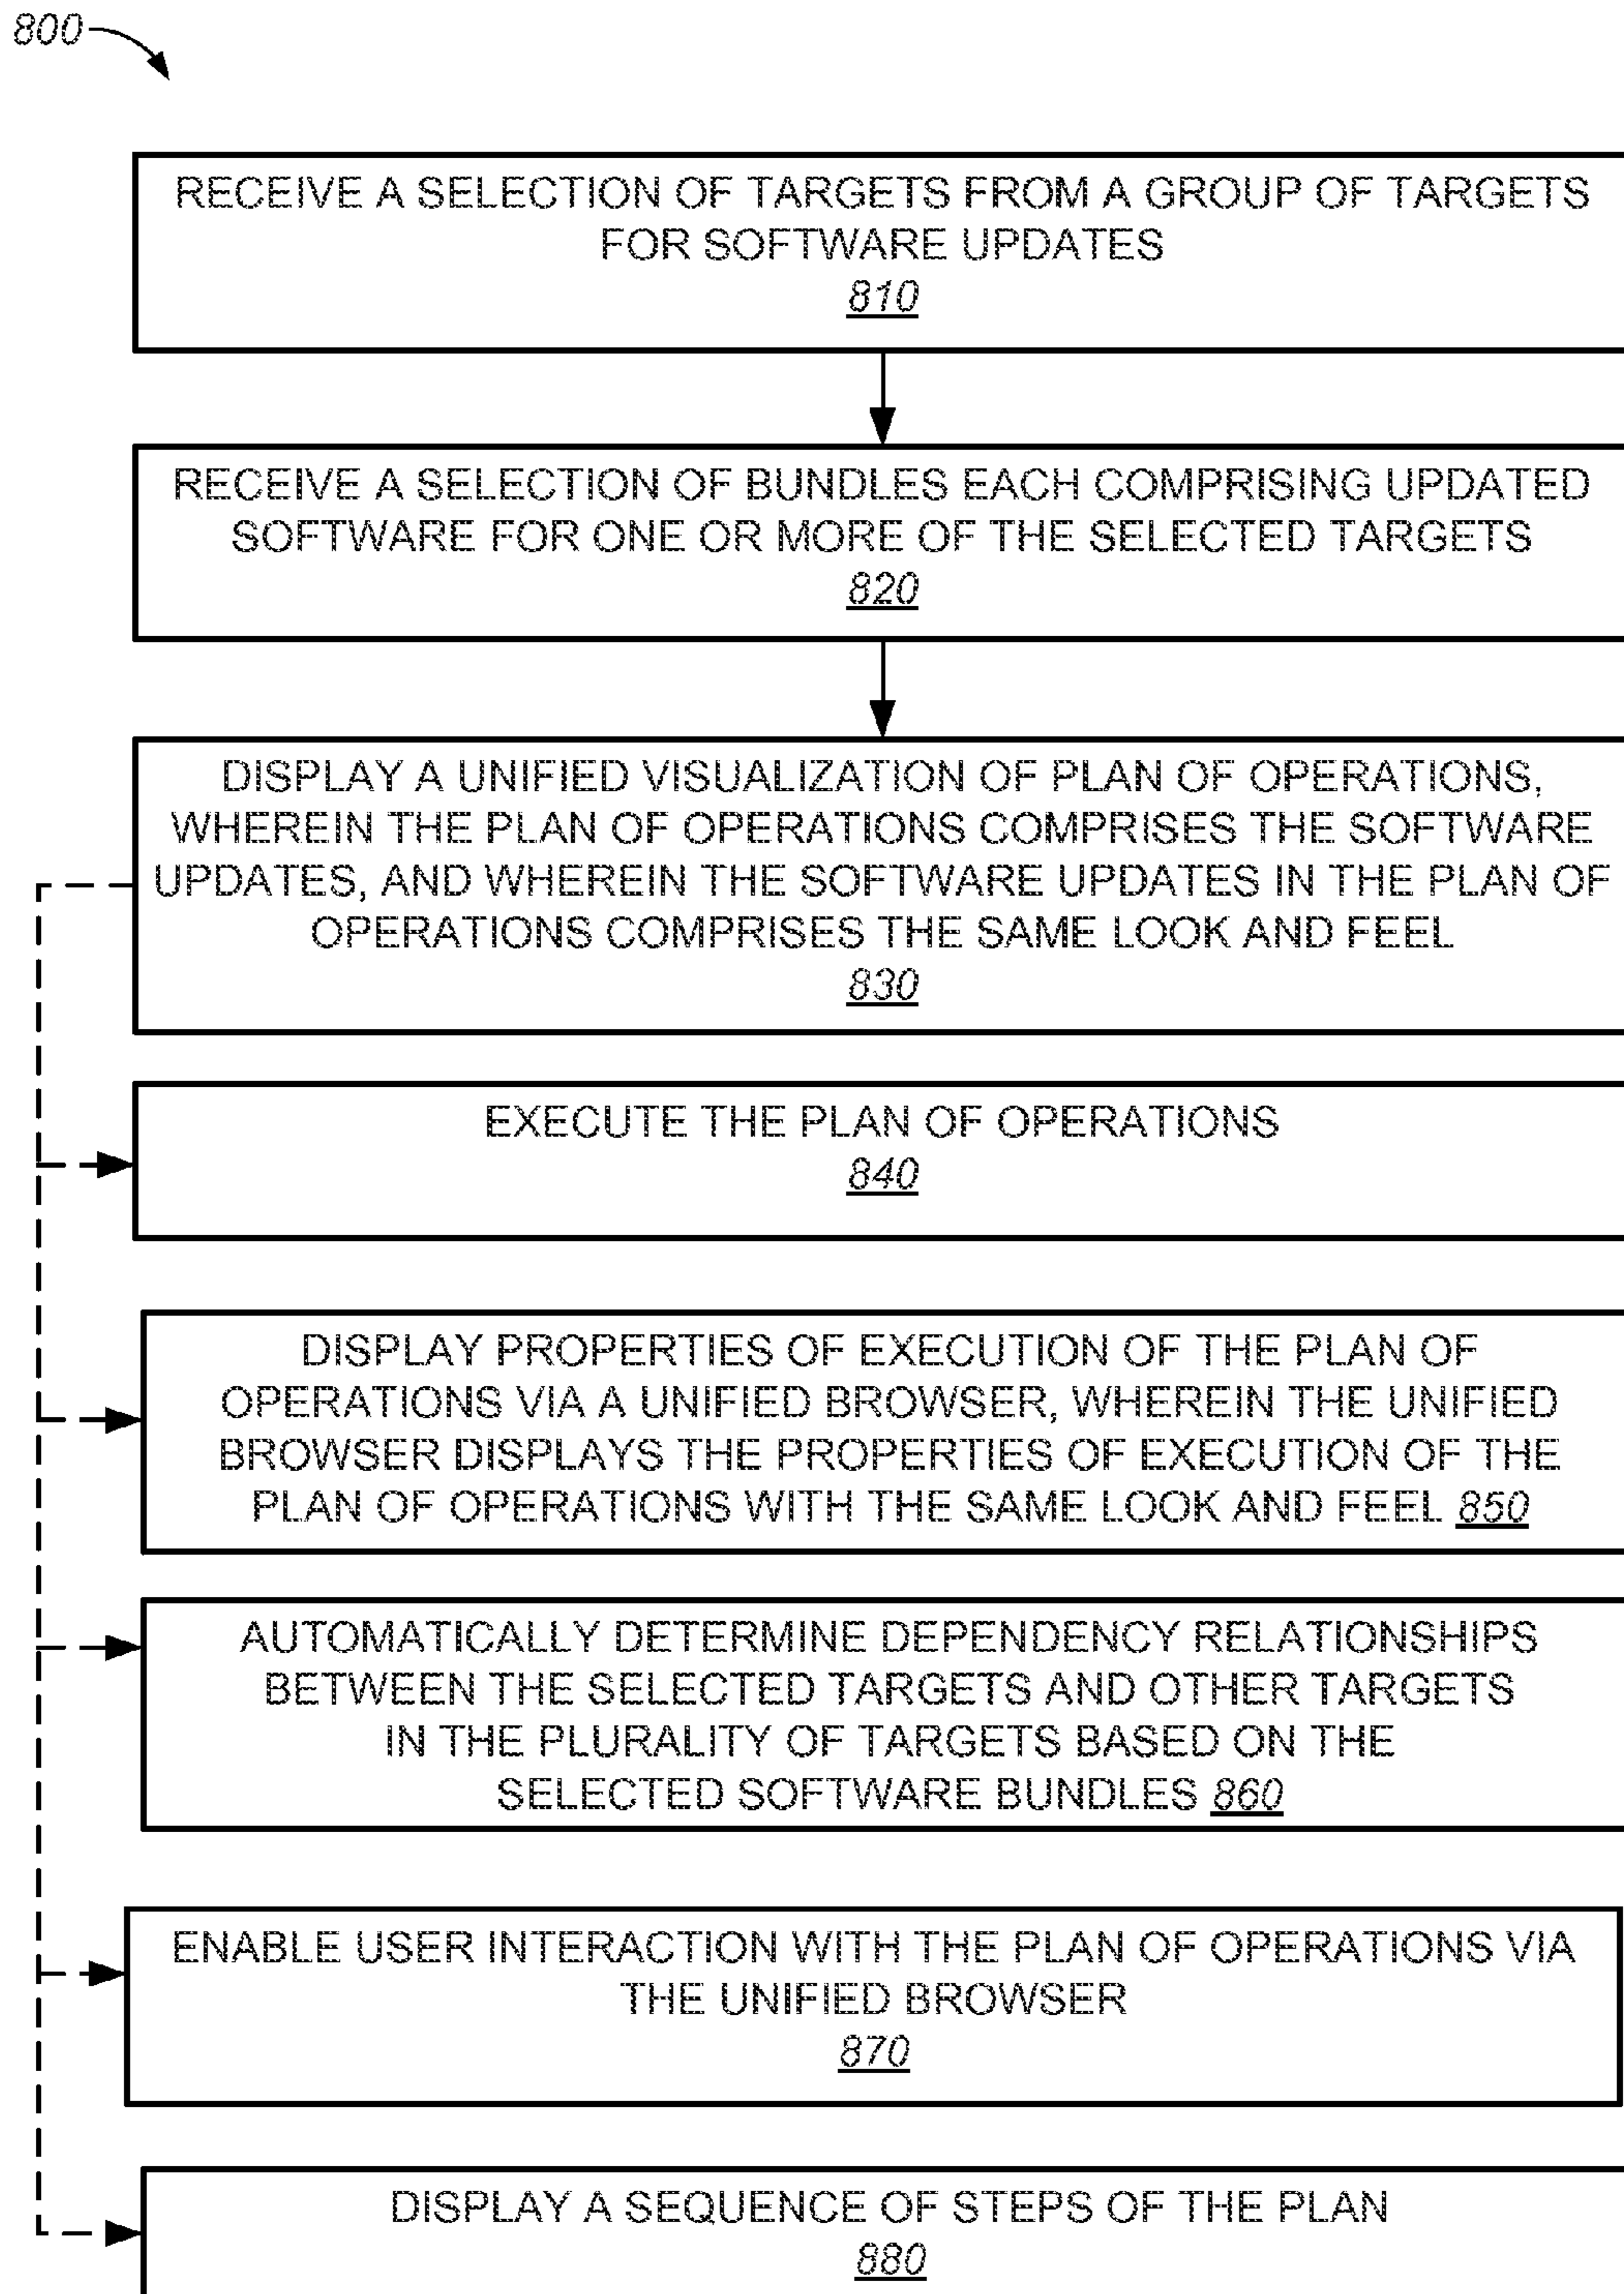 800
RECEIVE A SELECTION OF TARGETS FROM A GROUP OF TARGETS
FOR SOFTWARE UPDATES
810
RECEIVE A SELECTION OF BUNDLES EACH COMPRISING UPDATED
SOFTWARE FOR ONE OR MORE OF THE SELECTED TARGETS
820
DISPLAY A UNIFIED VISUALIZATION OF PLAN OF OPERATIONS,
WHEREIN THE PLAN OF OPERATIONS COMPRISES THE SOFTWARE
UPDATES, AND WHEREIN THE SOFTWARE UPDATES IN THE PLAN OF
OPERATIONS COMPRISES THE SAME LOOK AND FEEL
830
EXECUTE THE PLAN OF OPERATIONS
840
DISPLAY PROPERTIES OF EXECUTION OF THE PLAN OF
OPERATIONS VIA A UNIFIED BROWSER, WHEREIN THE UNIFIED
BROWSER DISPLAYS THE PROPERTIES OF EXECUTION OF THE
PLAN OF OPERATIONS WITH THE SAME LOOK AND FEEL 850
AUTOMATICALLY DETERMINE DEPENDENCY RELATIONSHIPS
BETWEEN THE SELECTED TARGETS AND OTHER TARGETS
IN THE PLURALITY OF TARGETS BASED ON THE
SELECTED SOFTWARE BUNDLES 860
ENABLE USER INTERACTION WITH THE PLAN OF OPERATIONS VIA
THE UNIFIED BROWSER
870
DISPLAY A SEQUENCE OF STEPS OF THE PLAN
880